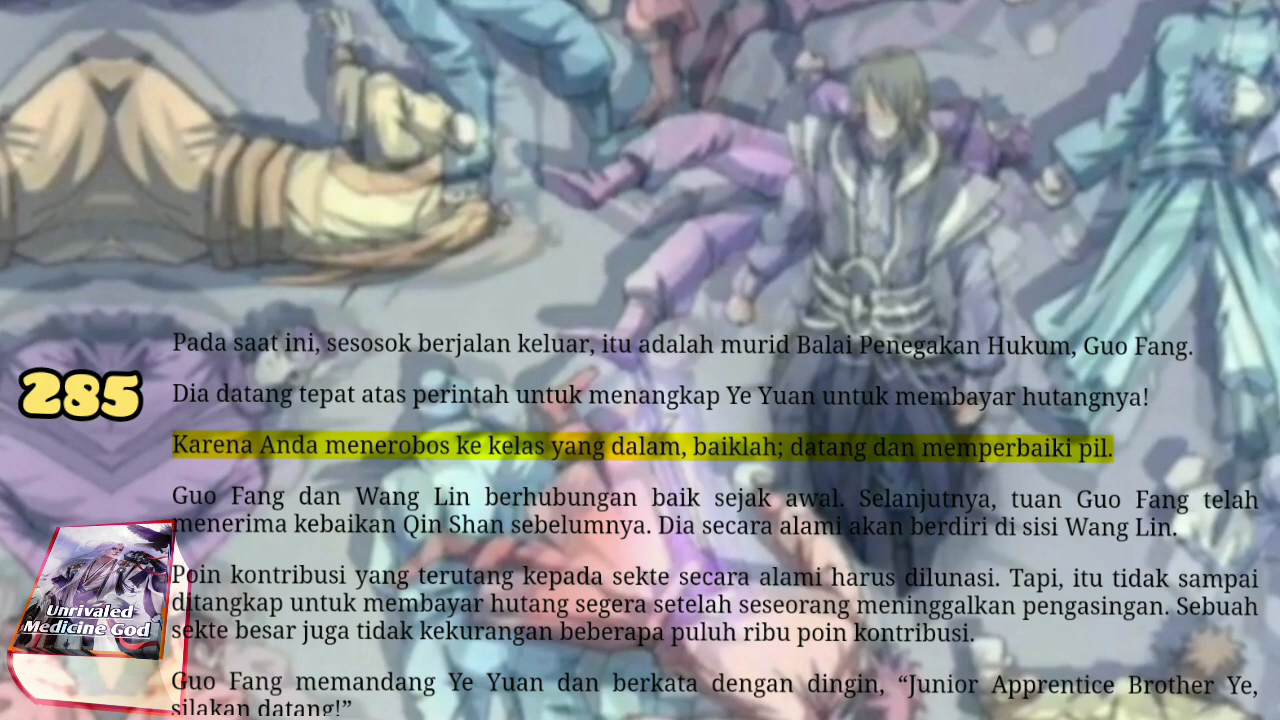 Pada saat ini, sesosok berjalan keluar, itu adalah murid Balai Penegakan Hukum, Guo Fang.
285
Dia datang tepat atas perintah untuk menangkap Ye Yuan untuk membayar hutangnya!
Karena Anda menerobos ke kelas yang dalam, baiklah; datang dan memperbaiki pil.
Guo Fang dan Wang Lin berhubungan baik sejak awal. Selanjutnya, tuan Guo Fang telah
menerima kebaikan Qin Shan sebelumnya. Dia secara alami akan berdiri di sisi Wang Lin.
Poin kontribusi yang terutang kepada sekte secara alami harus dilunasi. Tapi, itu tidak sampai
ditangkap untuk membayar hutang segera setelah seseorang meninggalkan pengasingan. Sebuah
sekte besar juga tidak kekurangan beberapa puluh ribu poin kontribusi.
Unrivaled
Medicine God
Guo Fang memandang Ye Yuan dan berkata dengan dingin, “Junior Apprentice Brother Ye,
silakan datang!”